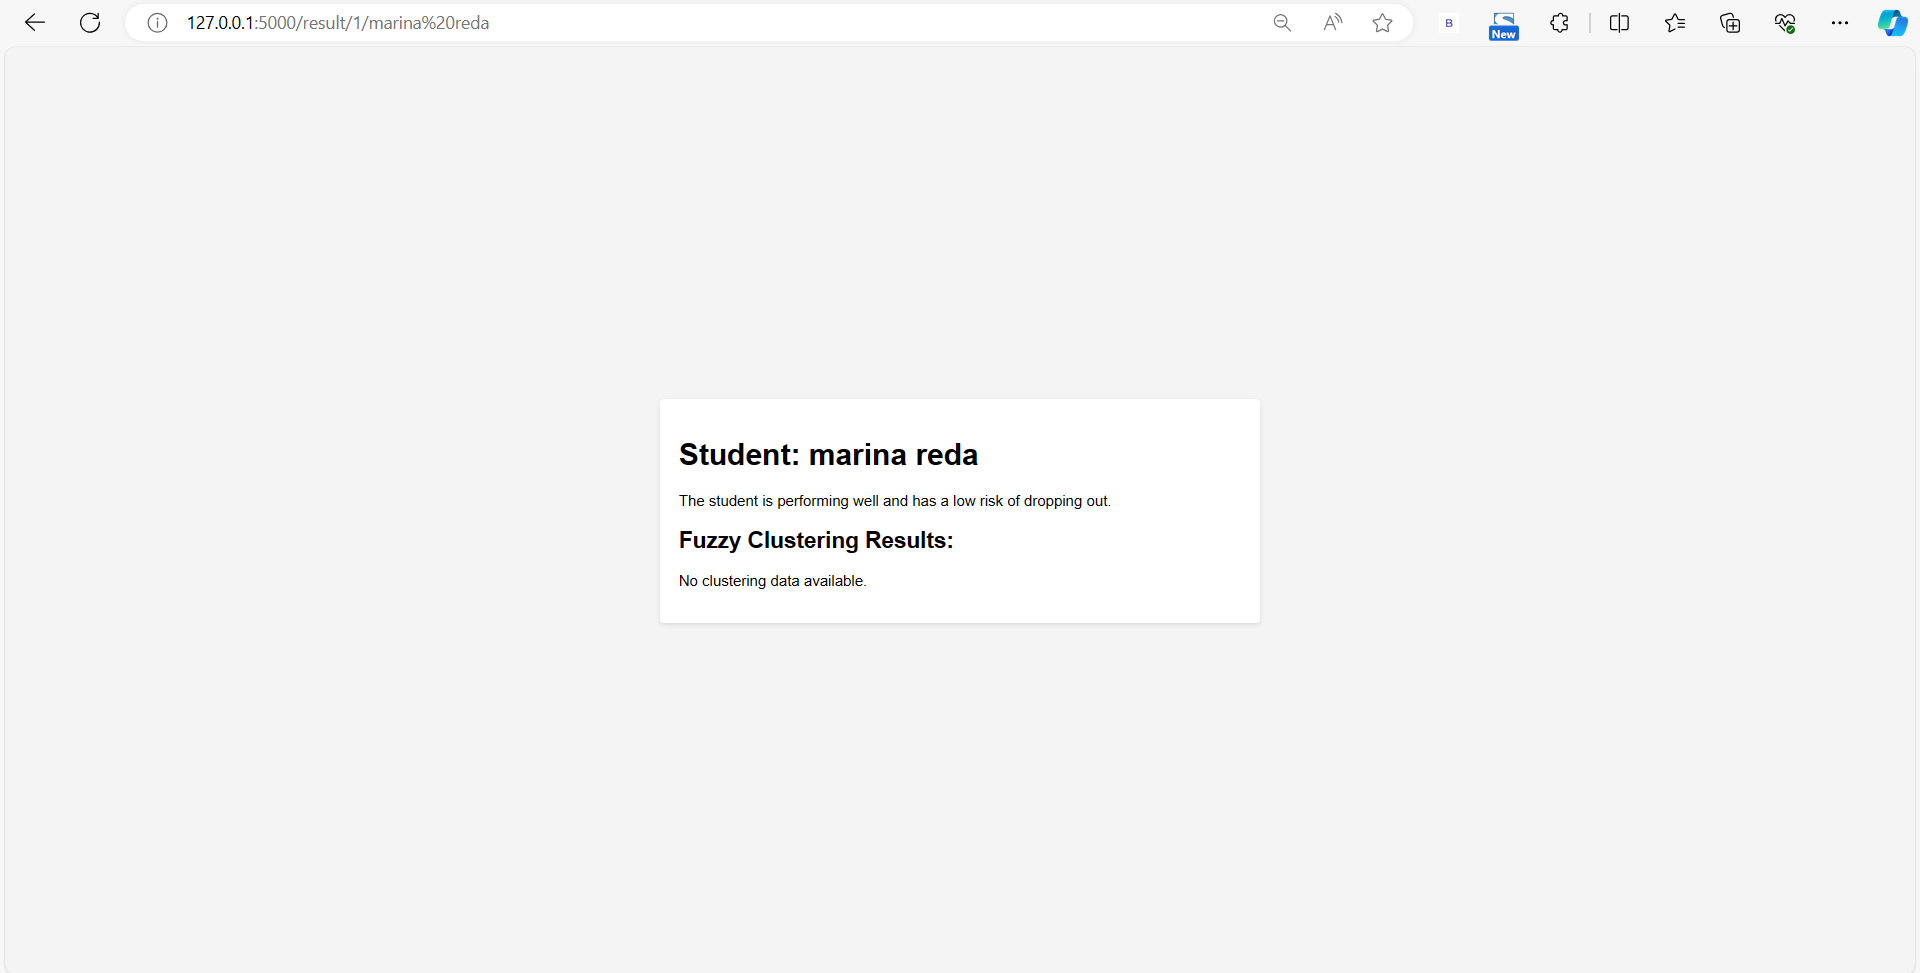 127.0.0.1:5000/result/1/marina%20reda
A
B
New
Student: marina reda
The student is performing well and has a low risk of dropping out.
Fuzzy Clustering Results:
No clustering data available.